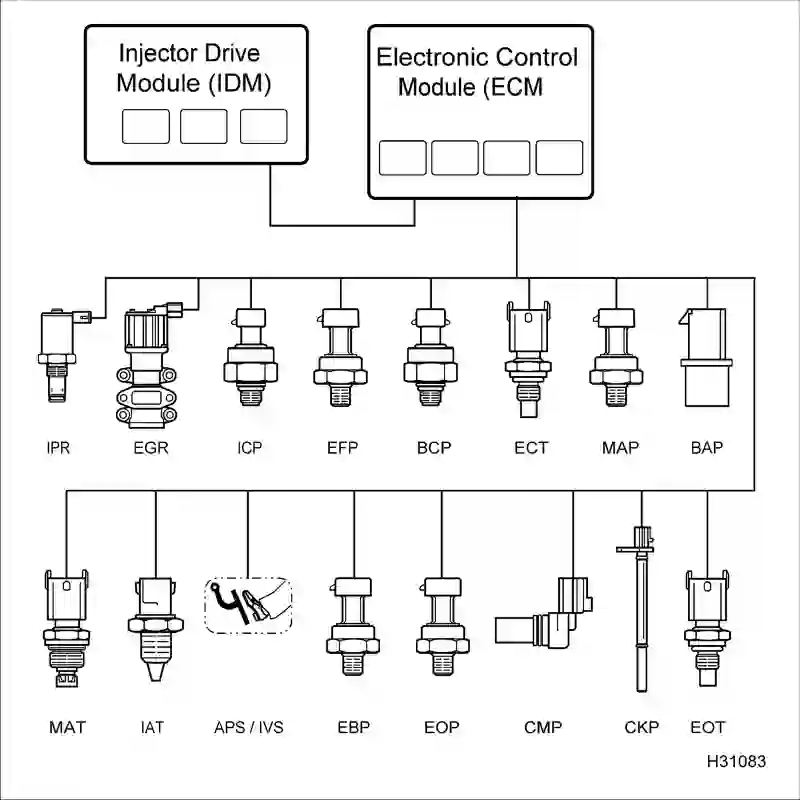 Injector Drive
Module (IDM)
Electronic Control
Module (ECM
IPR EGR ICP EFP BCP ECT MAP BAP
MAT IAT APS / IVS EBP EOP CMP CKP EOT
H31083